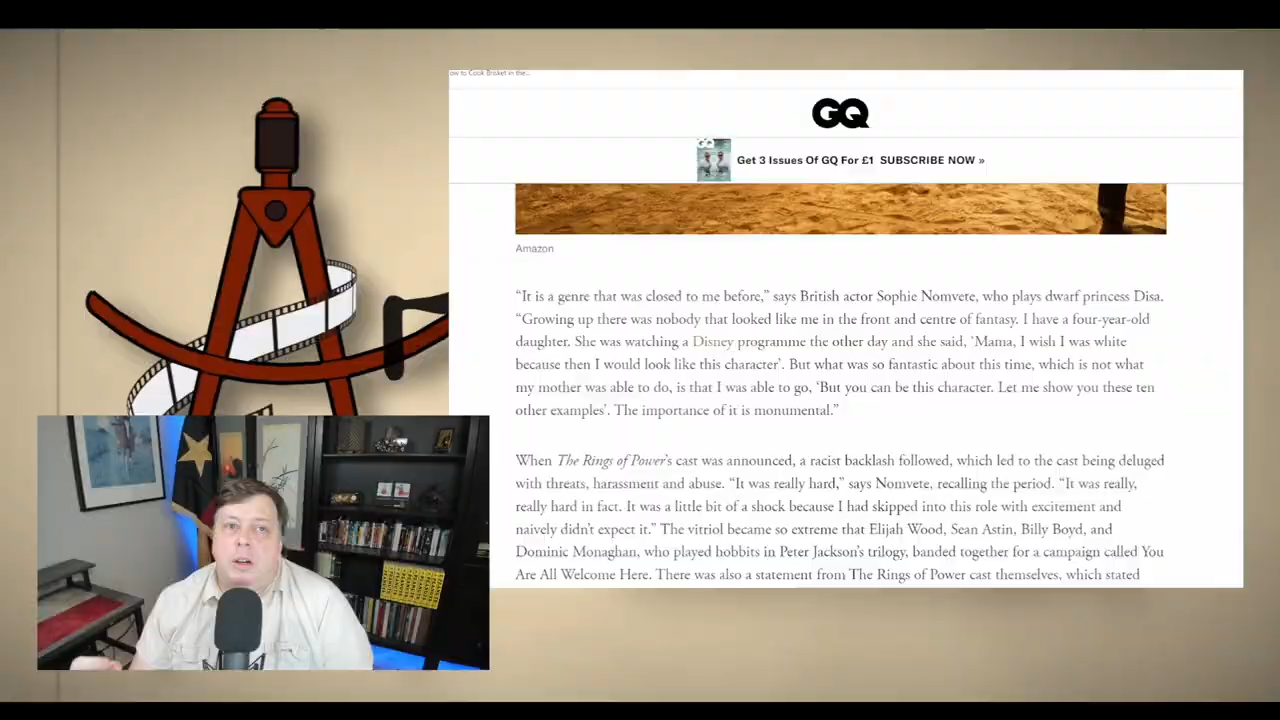 ow to Cook Brisket in the...
GQ
GQ
Get 3 Issues Of GQ For £1 SUBSCRIBE NOW »
Amazon
“It is a genre that was closed to me before,” says British actor Sophie Nomvete, who plays dwarf princess Disa.
“Growing up there was nobody that looked like me in the front and centre of fantasy. I have a four-year-old
daughter. She was watching a Disney programme the other day and she said, ‘Mama, I wish I was white
because then I would look like this character’. But what was so fantastic about this time, which is not what
my mother was able to do, is that I was able to go, ‘But you can be this character. Let me show you these ten
other examples’. The importance of it is monumental.”
When The Rings of Power’s cast was announced, a racist backlash followed, which led to the cast being deluged
with threats, harassment and abuse. “It was really hard,” says Nomvete, recalling the period. “It was really,
really hard in fact. It was a little bit of a shock because I had skipped into this role with excitement and
naively didn’t expect it.” The vitriol became so extreme that Elijah Wood, Sean Astin, Billy Boyd, and
Dominic Monaghan, who played hobbits in Peter Jackson’s trilogy, banded together for a campaign called You
Are All Welcome Here. There was also a statement from The Rings of Power cast themselves, which stated